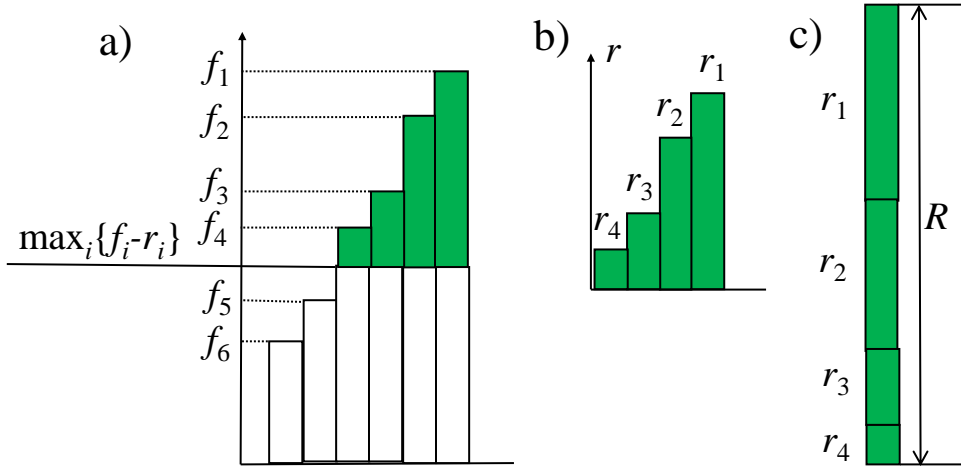 a)
f₁
f₂
f₃
f₄
maxᵢ{fᵢ-rᵢ}
f₅
f₆
b)
r
r₁
r₂
r₃
r₄
c)
r₁
r₂
R
r₃
r₄